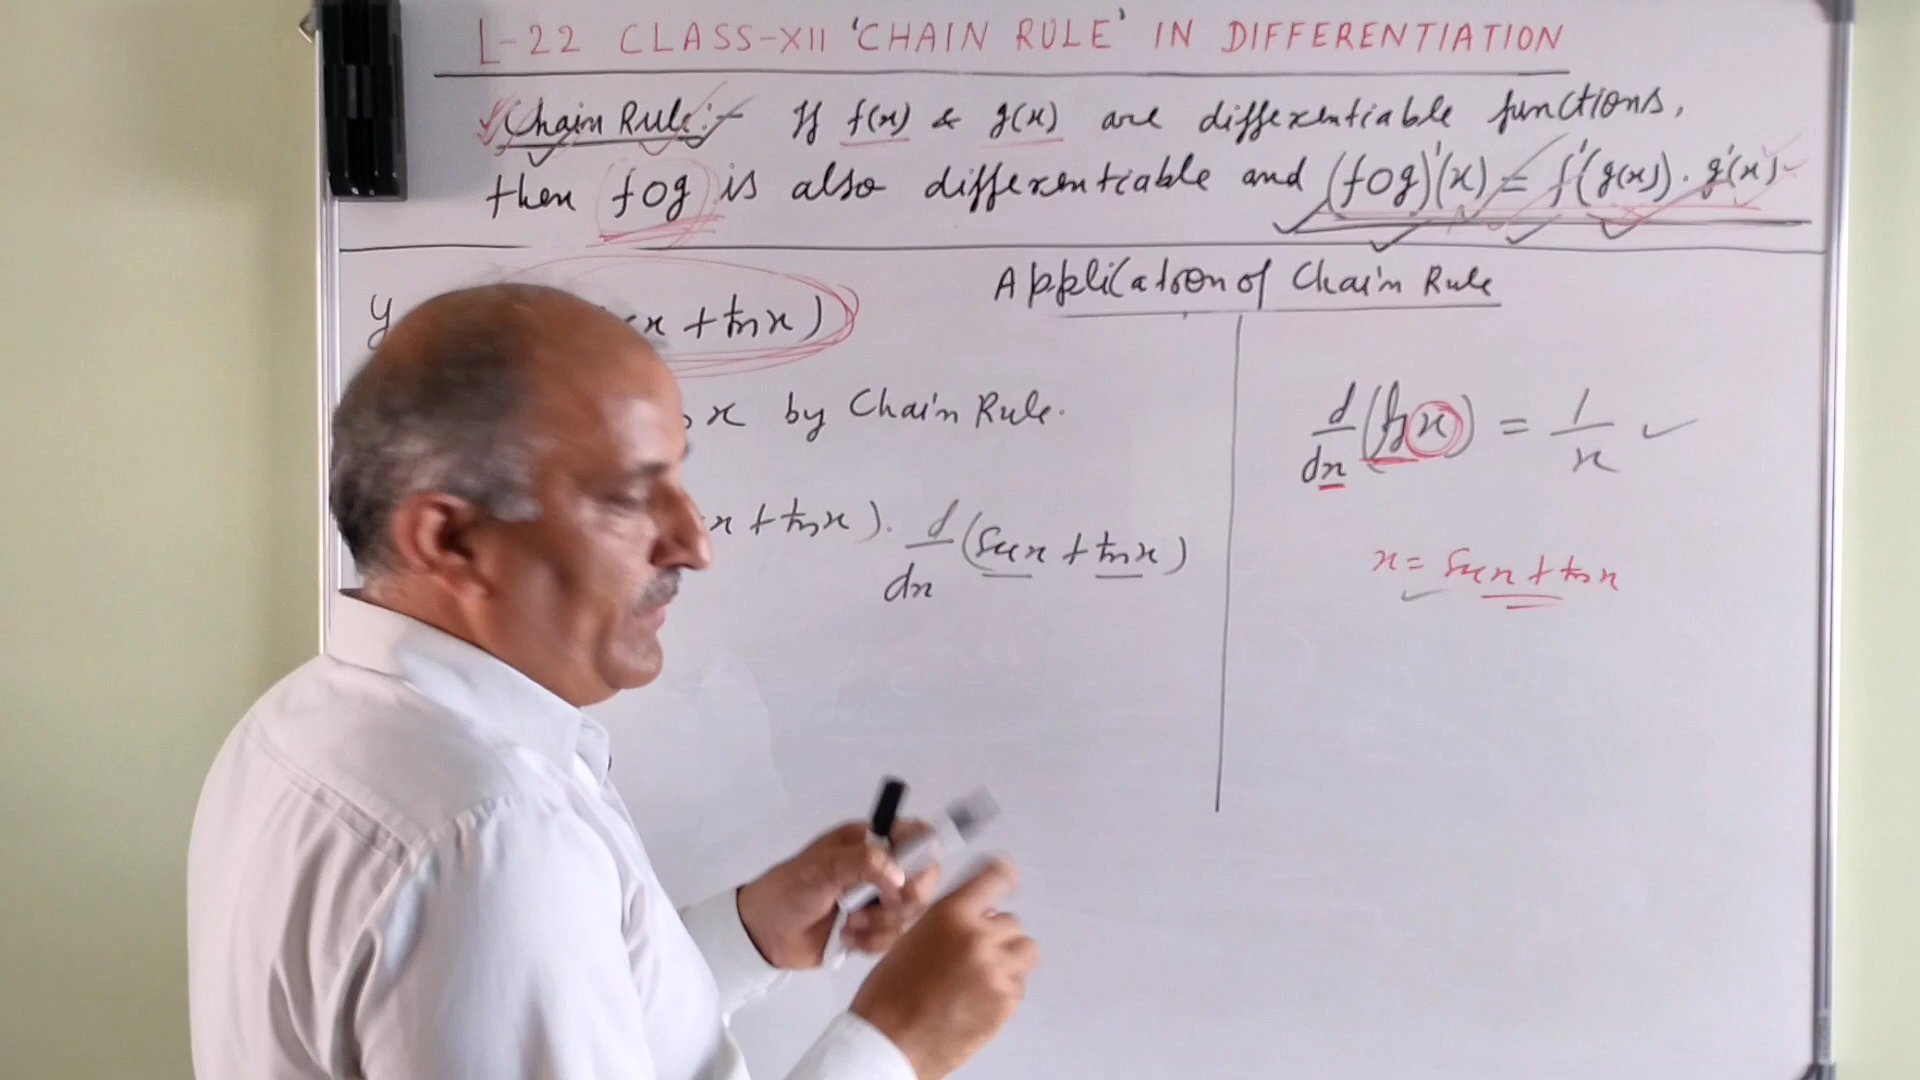 L-22 CLASS-XII 'CHAIN RULE' IN DIFFERENTIATION
Chain Rule:- If f(x) & g(x) are differentiable functions,
then fog is also differentiable and (fog)'(x) = f'(g(x)). g'(x).
Application of Chain Rule
y
x + tanx)
x by Chain Rule.
x + tanx). d/dx (secx + tanx)
d/dx (log x) = 1/x
x = secx + tanx